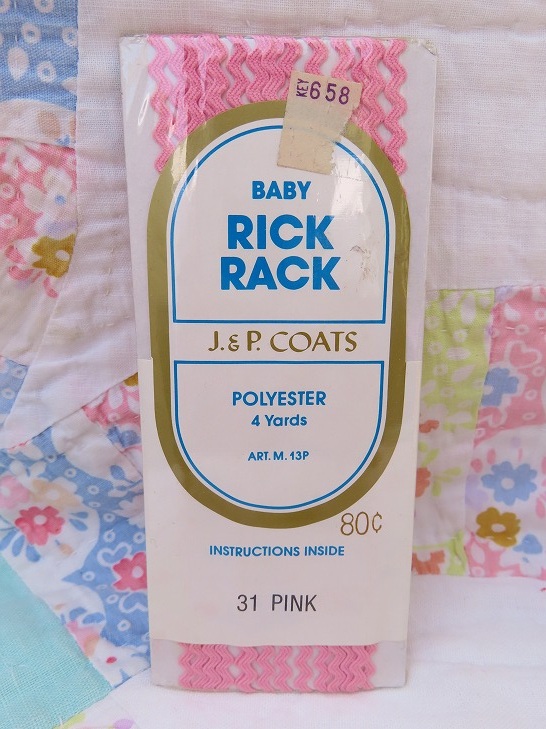 KEY 658
BABY
RICK
RACK
J. & P. COATS
POLYESTER
4 Yards
ART. M. 13P
80¢
INSTRUCTIONS INSIDE
31 PINK